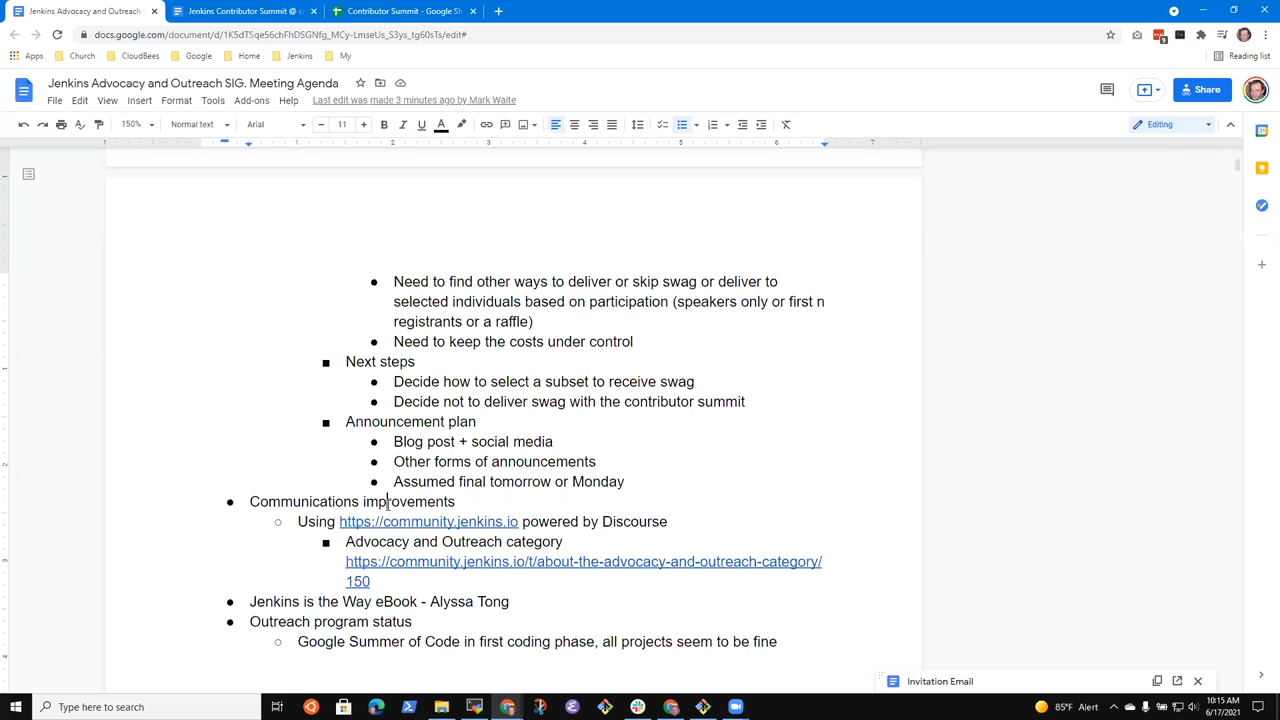 Jenkins Advocacy and Outreach
Jenkins Contributor Summit @ c
Contributor Summit - Google Sh
docs.google.com/document/d/1K5dTSqe56chFhDSGNfg_MCy-LmseUs_S3ys_tg60sTs/edit#
Apps
Church
CloudBees
Google
Home
Jenkins
My
Reading list
Jenkins Advocacy and Outreach SIG. Meeting Agenda
Share
File Edit View Insert Format Tools Add-ons Help Last edit was made 3 minutes ago by Mark Waite
150% Normal text Arial 11 Editing
1 1 2 3 4 5 6 7
Need to find other ways to deliver or skip swag or deliver to
selected individuals based on participation (speakers only or first n
registrants or a raffle)
Need to keep the costs under control
Next steps
Decide how to select a subset to receive swag
Decide not to deliver swag with the contributor summit
Announcement plan
Blog post + social media
Other forms of announcements
Assumed final tomorrow or Monday
Communications improvements
Using https://community.jenkins.io powered by Discourse
Advocacy and Outreach category
https://community.jenkins.io/t/about-the-advocacy-and-outreach-category/
150
Jenkins is the Way eBook - Alyssa Tong
Outreach program status
Google Summer of Code in first coding phase, all projects seem to be fine
Invitation Email
Type here to search
85°F Alert
10:15 AM
6/17/2021